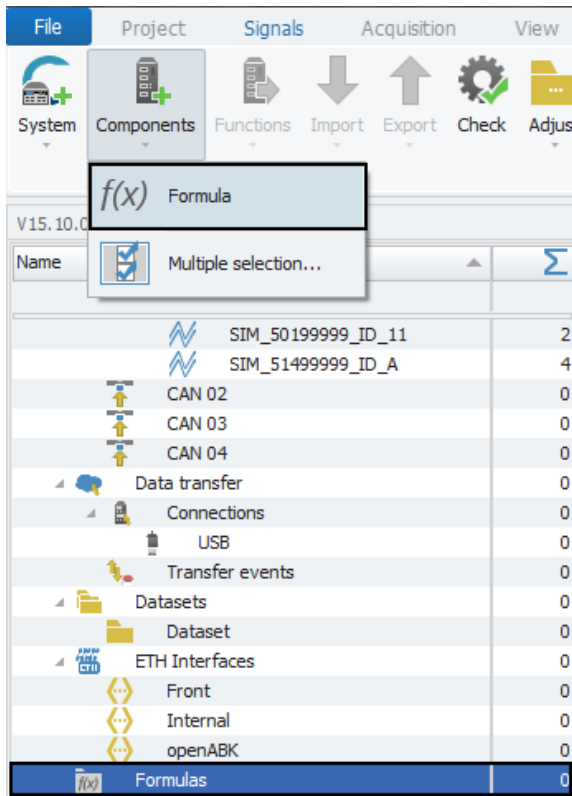 File Project Signals Acquisition View
System Components Functions Import Export Check Adjus
f(x) Formula
V15.10.0
Multiple selection...
Name Σ
SIM_50199999_ID_11 2
SIM_51499999_ID_A 4
CAN 02 0
CAN 03 0
CAN 04 0
Data transfer 0
Connections 0
USB 0
Transfer events 0
Datasets 0
Dataset 0
ETH Interfaces 0
Front 0
Internal 0
openABK 0
f(x) Formulas 0